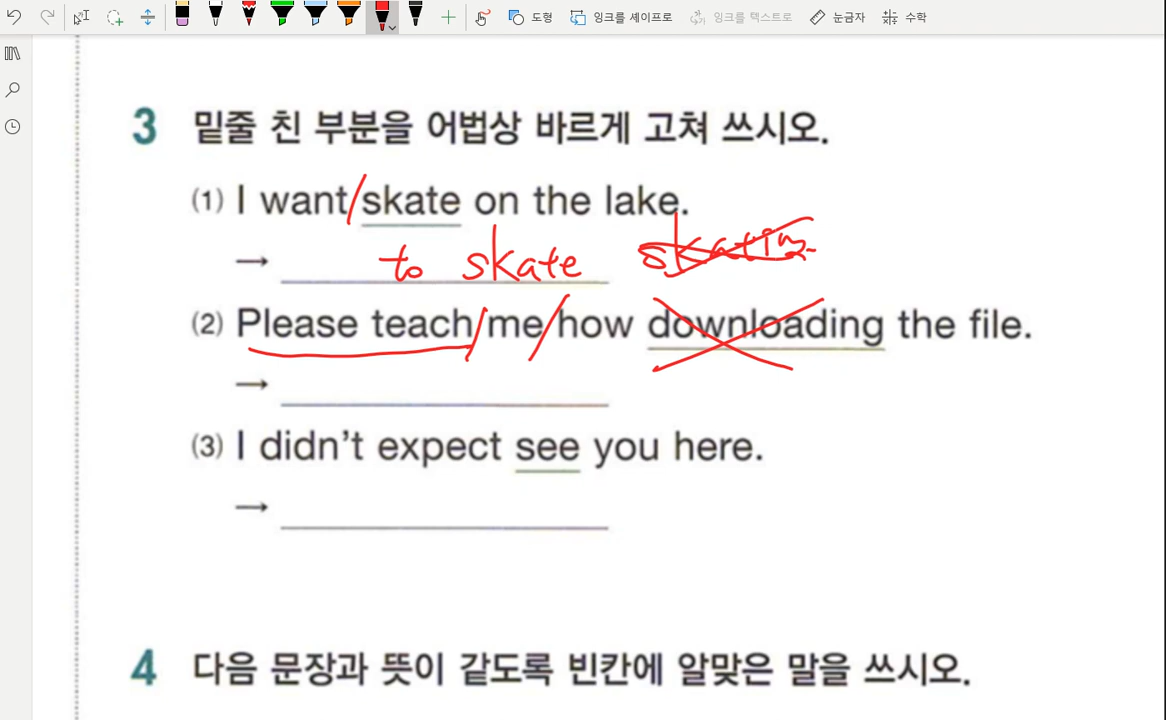 도형 잉크를 셰이프로 잉크를 텍스트로 눈금자 수학
3 밑줄 친 부분을 어법상 바르게 고쳐 쓰시오.
(1) I want/skate on the lake.
→ to skate skating
(2) Please teach/me/how downloading the file.
→
(3) I didn't expect see you here.
→
4 다음 문장과 뜻이 같도록 빈칸에 알맞은 말을 쓰시오.